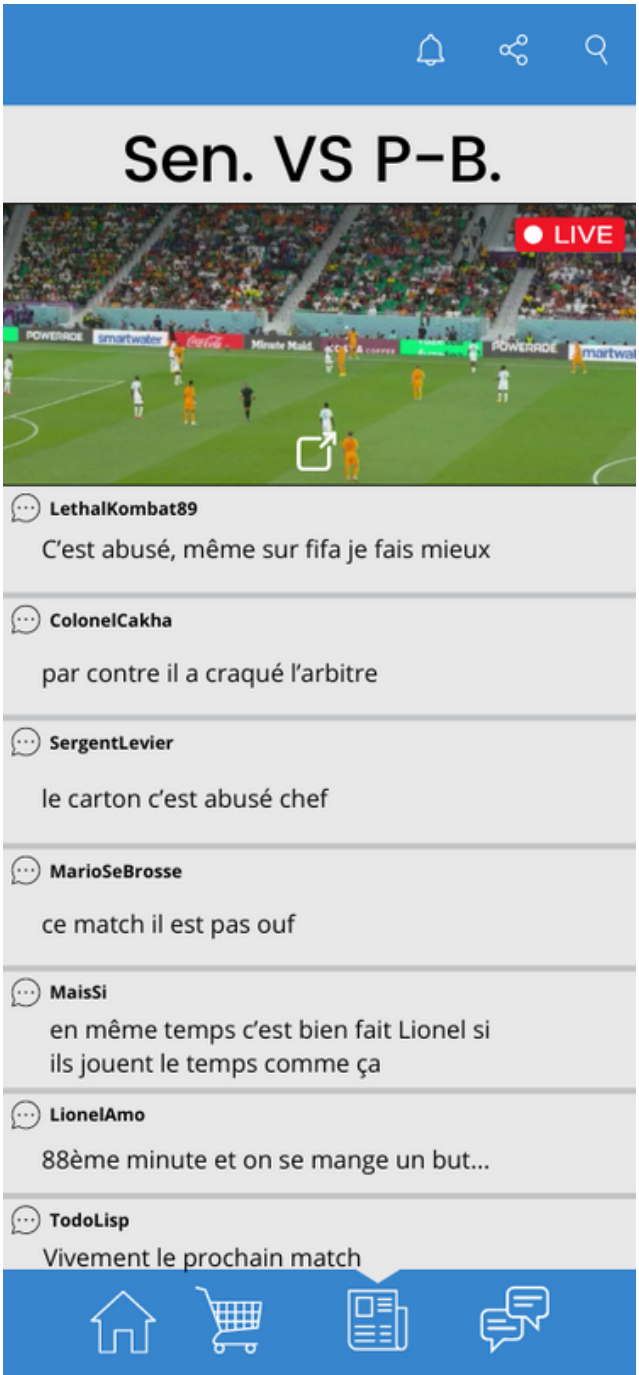 Sen. VS P-B.
LIVE
POWERADE smartwater Coca-Cola Minute Maid COSTA COFFEE POWERADE smartwa
LethalKombat89
C'est abusé, même sur fifa je fais mieux
ColonelCakha
par contre il a craqué l'arbitre
SergentLevier
le carton c'est abusé chef
MarioSeBrosse
ce match il est pas ouf
MaisSi
en même temps c'est bien fait Lionel si
ils jouent le temps comme ça
LionelAmo
88ème minute et on se mange un but...
TodoLisp
Vivement le prochain match